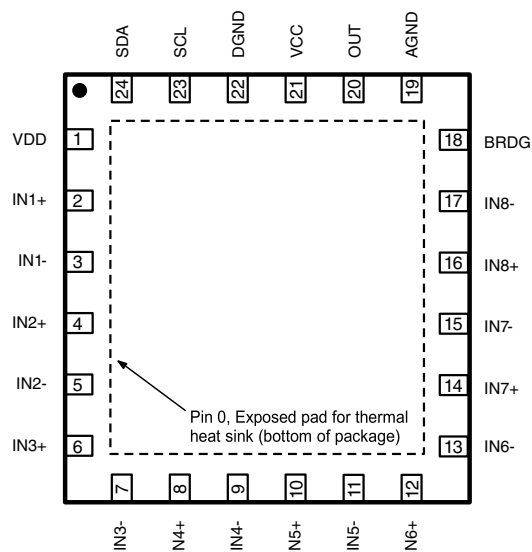 SDA
SCL
DGND
VCC
OUT
AGND
24
23
22
21
20
19
VDD 1
18 BRDG
IN1+ 2
17 IN8-
IN1- 3
16 IN8+
IN2+ 4
15 IN7-
IN2- 5
14 IN7+
Pin 0, Exposed pad for thermal
heat sink (bottom of package)
IN3+ 6
13 IN6-
7
8
9
10
11
12
IN3-
N4+
IN4-
N5+
IN5-
N6+